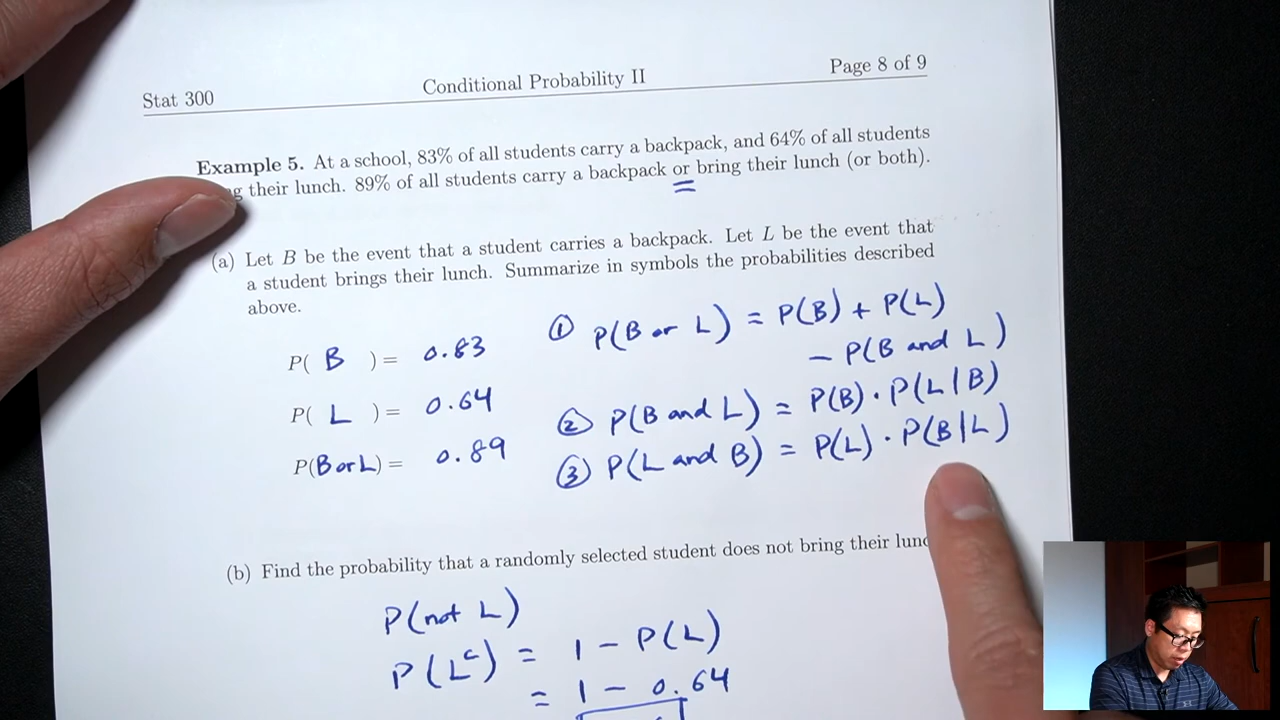 Stat 300
Conditional Probability II
Page 8 of 9
Example 5. At a school, 83% of all students carry a backpack, and 64% of all students
their lunch. 89% of all students carry a backpack or bring their lunch (or both).
(a) Let B be the event that a student carries a backpack. Let L be the event that
a student brings their lunch. Summarize in symbols the probabilities described
above.
P( B ) = 0.83
P( L ) = 0.64
P(B or L) = 0.89
① P(B or L) = P(B) + P(L)
− P(B and L)
② P(B and L) = P(B) · P(L|B)
③ P(L and B) = P(L) · P(B|L)
(b) Find the probability that a randomly selected student does not bring their
P(not L)
P(Lᶜ) = 1 − P(L)
= 1 − 0.64